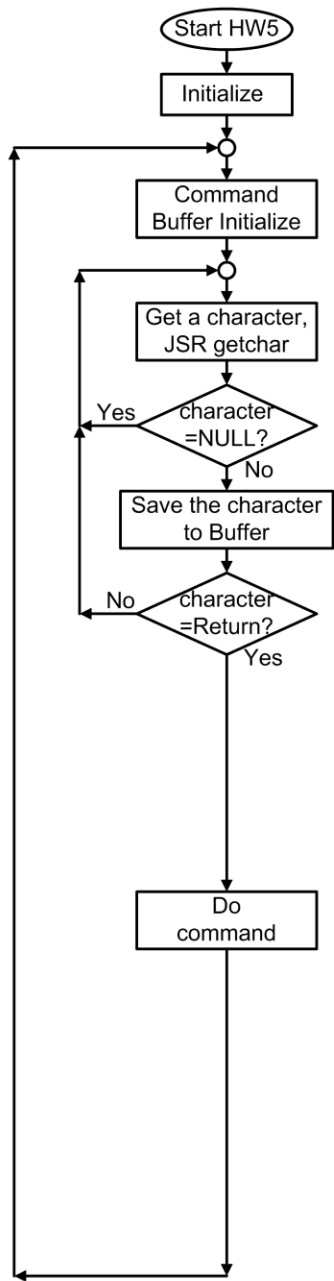 Start HW5
Initialize
Command
Buffer Initialize
Get a character,
JSR getchar
Yes
character
=NULL?
No
Save the character
to Buffer
No
character
=Return?
Yes
Do
command